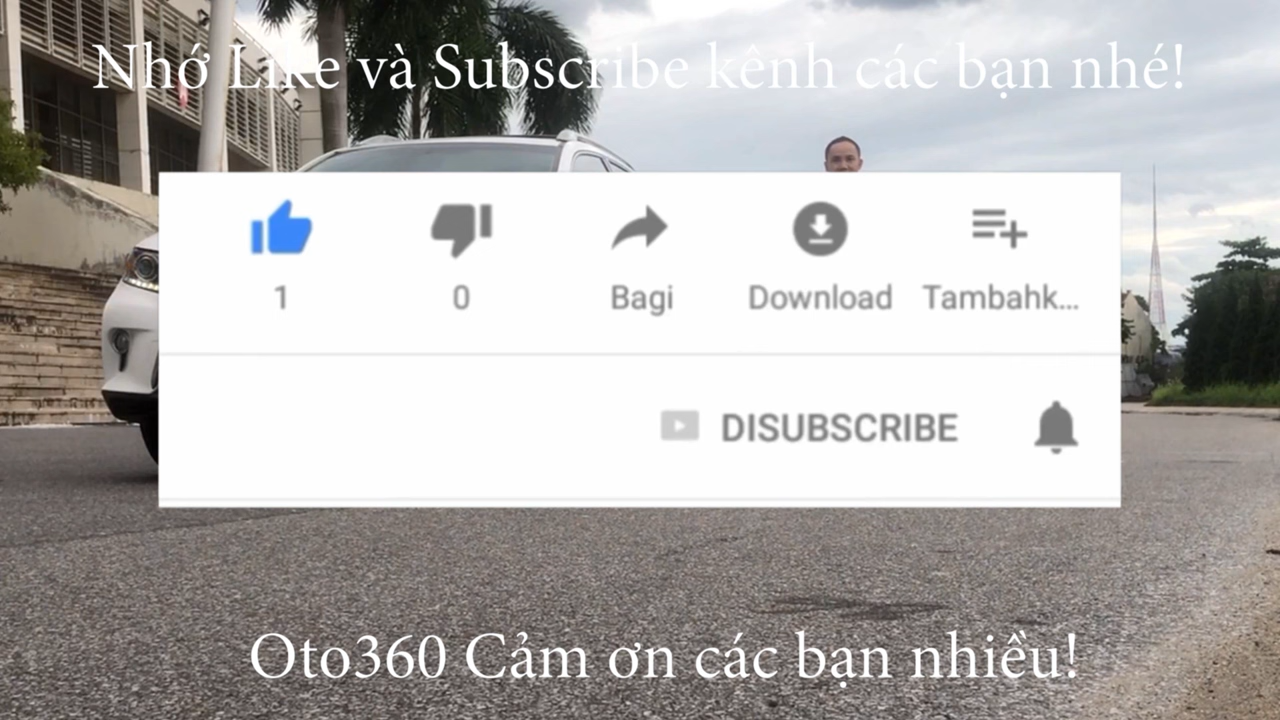 Nhớ Like và Subscribe kênh các bạn nhé!
1 0 Bagi Download Tambahk...
DISUBSCRIBE
Oto360 Cảm ơn các bạn nhiều!